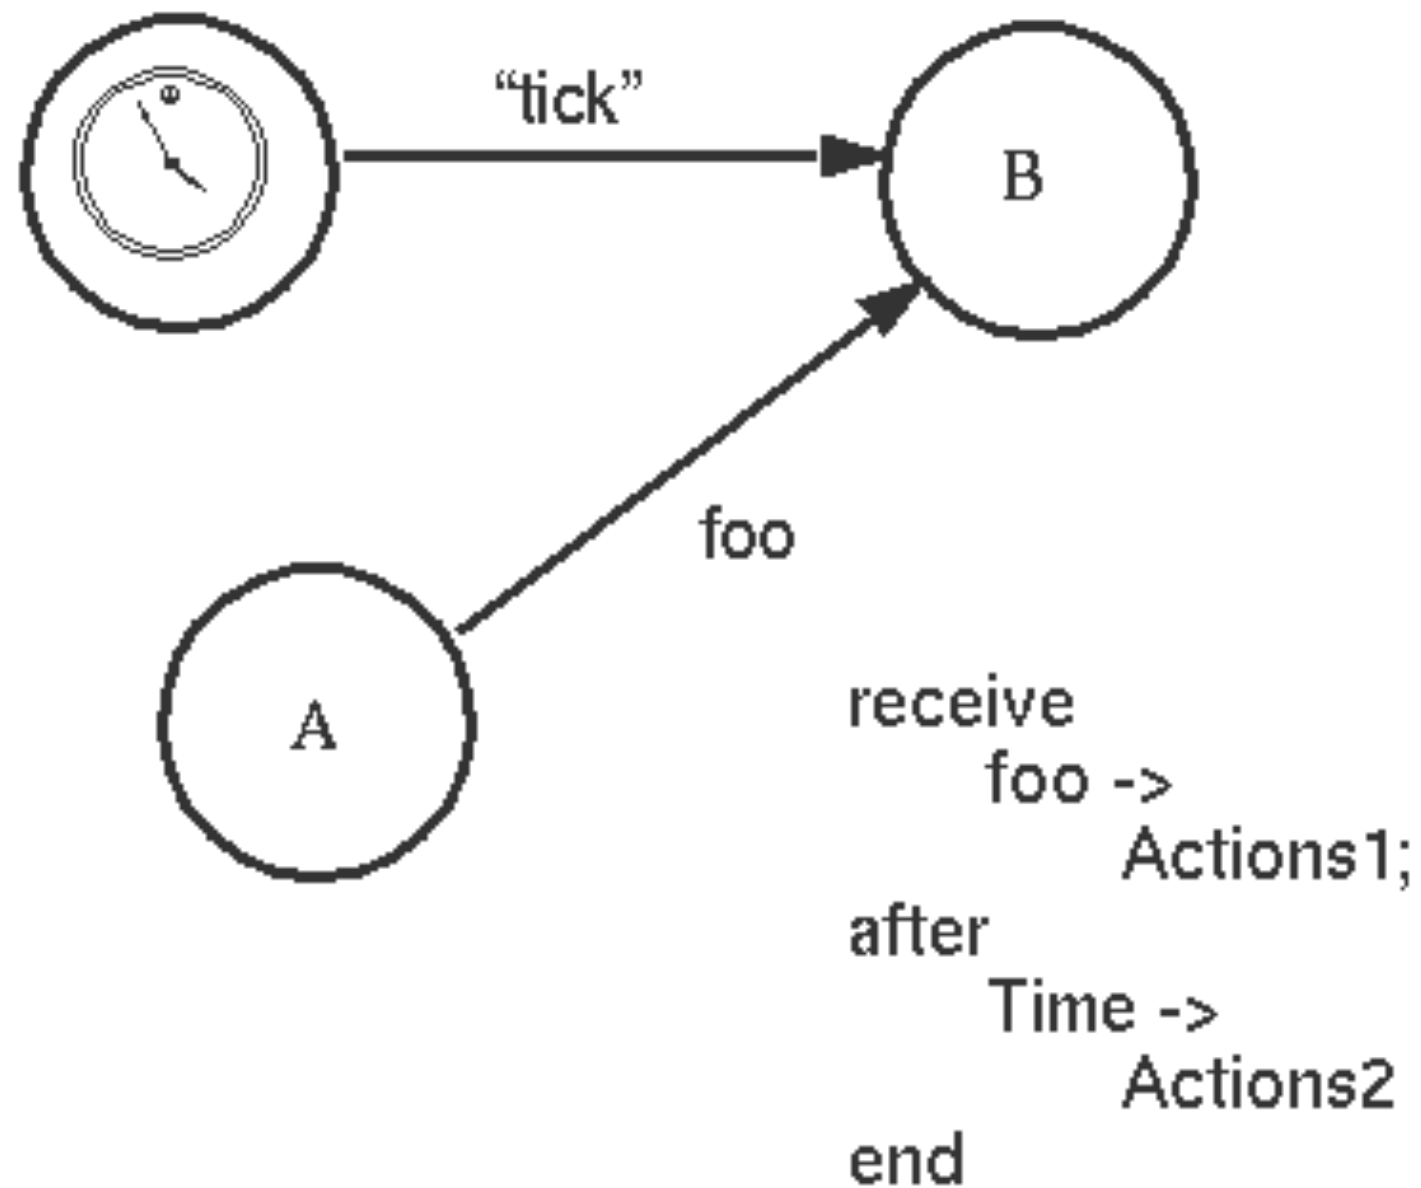 “tick”
B
foo
A
receive
foo ->
Actions1;
after
Time ->
Actions2
end